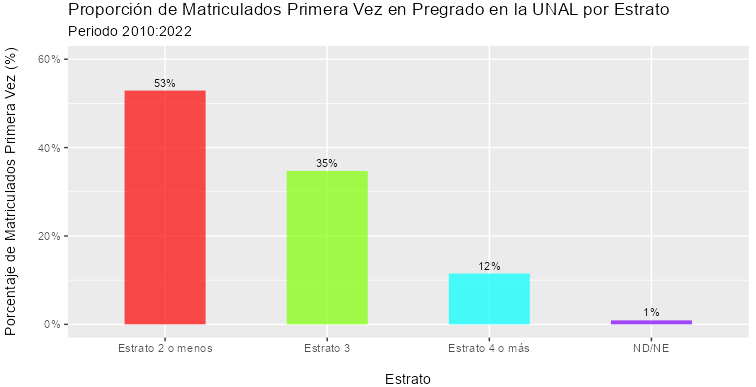 Proporción de Matriculados Primera Vez en Pregrado en la UNAL por Estrato
Periodo 2010:2022
Porcentaje de Matriculados Primera Vez (%)
60%
40%
20%
0%
53%
35%
12%
1%
Estrato 2 o menos
Estrato 3
Estrato 4 o más
ND/NE
Estrato